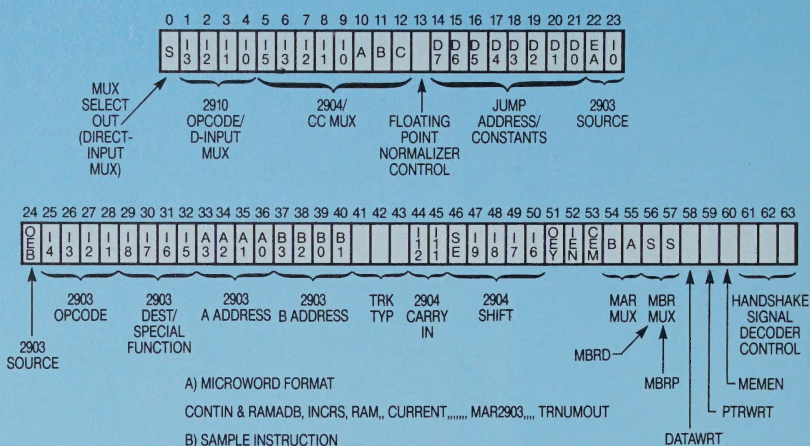 0 1 2 3 4 5 6 7 8 9 10 11 12 13 14 15 16 17 18 19 20 21 22 23
S I3 I2 I1 I0 I5 I3 I2 I1 I0 A B C D7 D6 D5 D4 D3 D2 D1 D0 EA I0
MUX
SELECT
OUT
(DIRECT-
INPUT
MUX)
2910
OPCODE/
D-INPUT
MUX
2904/
CC MUX
FLOATING
POINT
NORMALIZER
CONTROL
JUMP
ADDRESS/
CONSTANTS
2903
SOURCE
24 25 26 27 28 29 30 31 32 33 34 35 36 37 38 39 40 41 42 43 44 45 46 47 48 49 50 51 52 53 54 55 56 57 58 59 60 61 62 63
OEB I4 I3 I2 I1 I8 I7 I6 I5 A3 A2 A1 A0 B3 B2 B0 B1 I12 I11 SE I9 I8 I7 I6 OEY IEN CEM B A S S
2903
SOURCE
2903
OPCODE
2903
DEST/
SPECIAL
FUNCTION
2903
A ADDRESS
2903
B ADDRESS
TRK
TYP
2904
CARRY
IN
2904
SHIFT
MAR
MUX
MBR
MUX
HANDSHAKE
SIGNAL
DECODER
CONTROL
MBRD
MBRP
MEMEN
PTRWRT
DATAWRT
A) MICROWORD FORMAT
CONTIN & RAMADB, INCRS, RAM,, CURRENT,,,,,,, MAR2903,,,, TRNUMOUT
B) SAMPLE INSTRUCTION